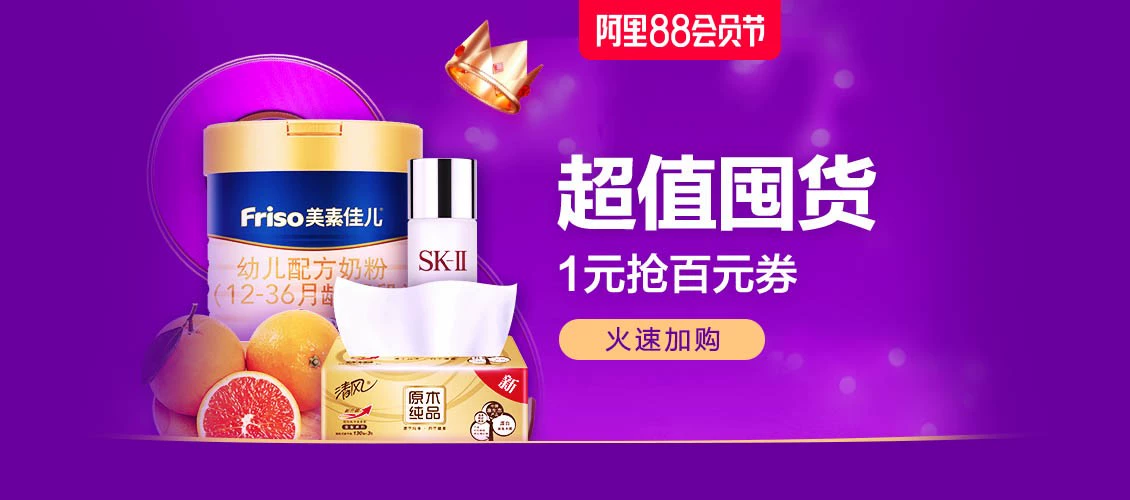 阿里88会员节
超值囤货
1元抢百元券
火速加购
Friso美素佳儿
幼儿配方奶粉
(12-36月龄
SK-II
清风
原木
纯品
新